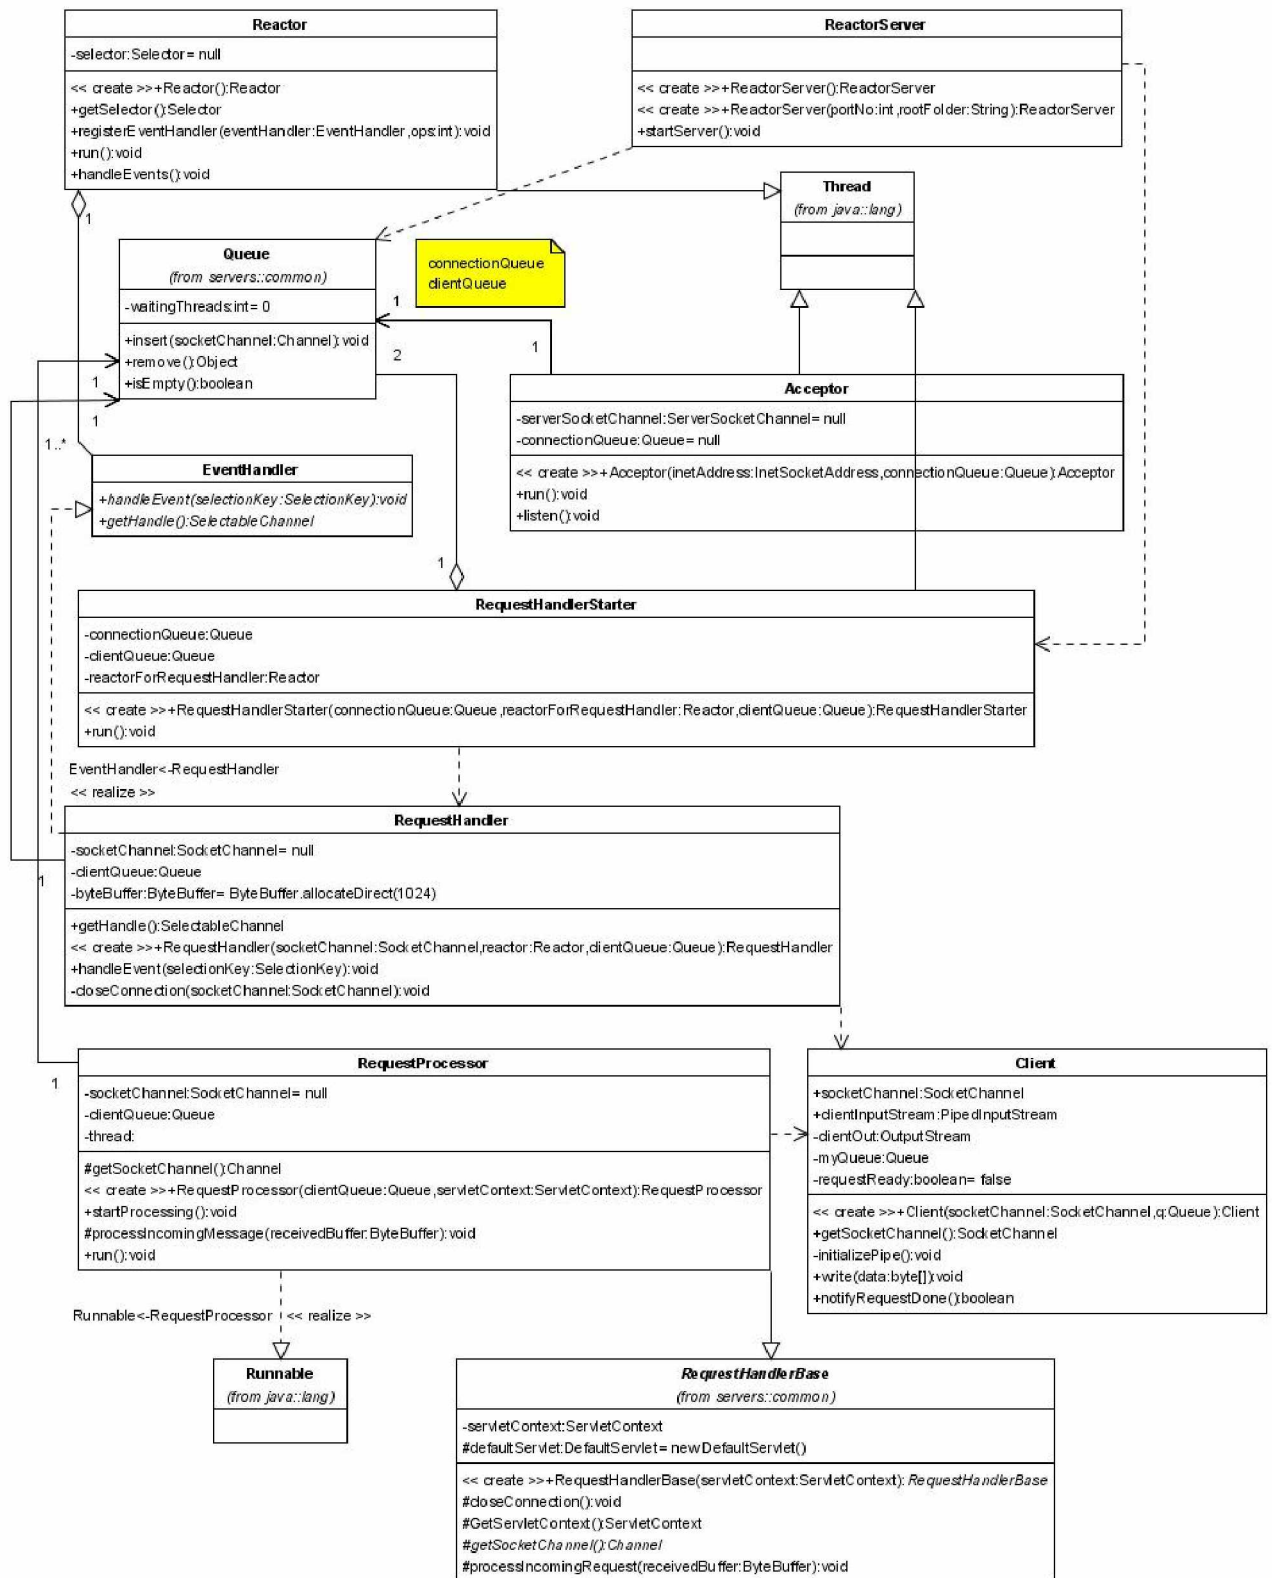 Reactor
-selector:Selector= null
<< create >>+Reactor():Reactor
+getSelector():Selector
+registerEventHandler(eventHandler:EventHandler,ops:int):void
+run():void
+handleEvents():void
ReactorServer
<< create >>+ReactorServer():ReactorServer
<< create >>+ReactorServer(portNo:int,rootFolder:String):ReactorServer
+startServer():void
Thread
(from java::lang)
1
Queue
(from servers::common)
-waitingThreads:int= 0
+insert(socketChannel:Channel):void
+remove():Object
+isEmpty():boolean
connectionQueue
clientQueue
1
1
2
1
1
1..*
Acceptor
-serverSocketChannel:ServerSocketChannel= null
-connectionQueue:Queue= null
<< create >>+Acceptor(inetAddress:InetSocketAddress,connectionQueue:Queue):Acceptor
+run():void
+listen():void
EventHandler
+handleEvent(selectionKey:SelectionKey):void
+getHandle():SelectableChannel
1
RequestHandlerStarter
-connectionQueue:Queue
-clientQueue:Queue
-reactorForRequestHandler:Reactor
<< create >>+RequestHandlerStarter(connectionQueue:Queue,reactorForRequestHandler:Reactor,clientQueue:Queue):RequestHandlerStarter
+run():void
EventHandler<-RequestHandler
<< realize >>
RequestHandler
-socketChannel:SocketChannel= null
-clientQueue:Queue
-byteBuffer:ByteBuffer= ByteBuffer.allocateDirect(1024)
+getHandle():SelectableChannel
<< create >>+RequestHandler(socketChannel:SocketChannel,reactor:Reactor,clientQueue:Queue):RequestHandler
+handleEvent(selectionKey:SelectionKey):void
-closeConnection(socketChannel:SocketChannel):void
1
RequestProcessor
-socketChannel:SocketChannel= null
-clientQueue:Queue
-thread:
#getSocketChannel():Channel
<< create >>+RequestProcessor(clientQueue:Queue,servletContext:ServletContext):RequestProcessor
+startProcessing():void
#processIncomingMessage(receivedBuffer:ByteBuffer):void
+run():void
1
Client
+socketChannel:SocketChannel
+clientInputStream:PipedInputStream
-clientOut:OutputStream
-myQueue:Queue
-requestReady:boolean= false
<< create >>+Client(socketChannel:SocketChannel,q:Queue):Client
+getSocketChannel():SocketChannel
-initializePipe():void
+write(data:byte[]):void
+notifyRequestDone():boolean
Runnable<-RequestProcessor << realize >>
Runnable
(from java::lang)
RequestHandlerBase
(from servers::common)
-servletContext:ServletContext
#defaultServlet:DefaultServlet= new DefaultServlet()
<< create >>+RequestHandlerBase(servletContext:ServletContext): RequestHandlerBase
#closeConnection():void
#GetServletContext():ServletContext
#getSocketChannel():Channel
#processIncomingRequest(receivedBuffer:ByteBuffer):void